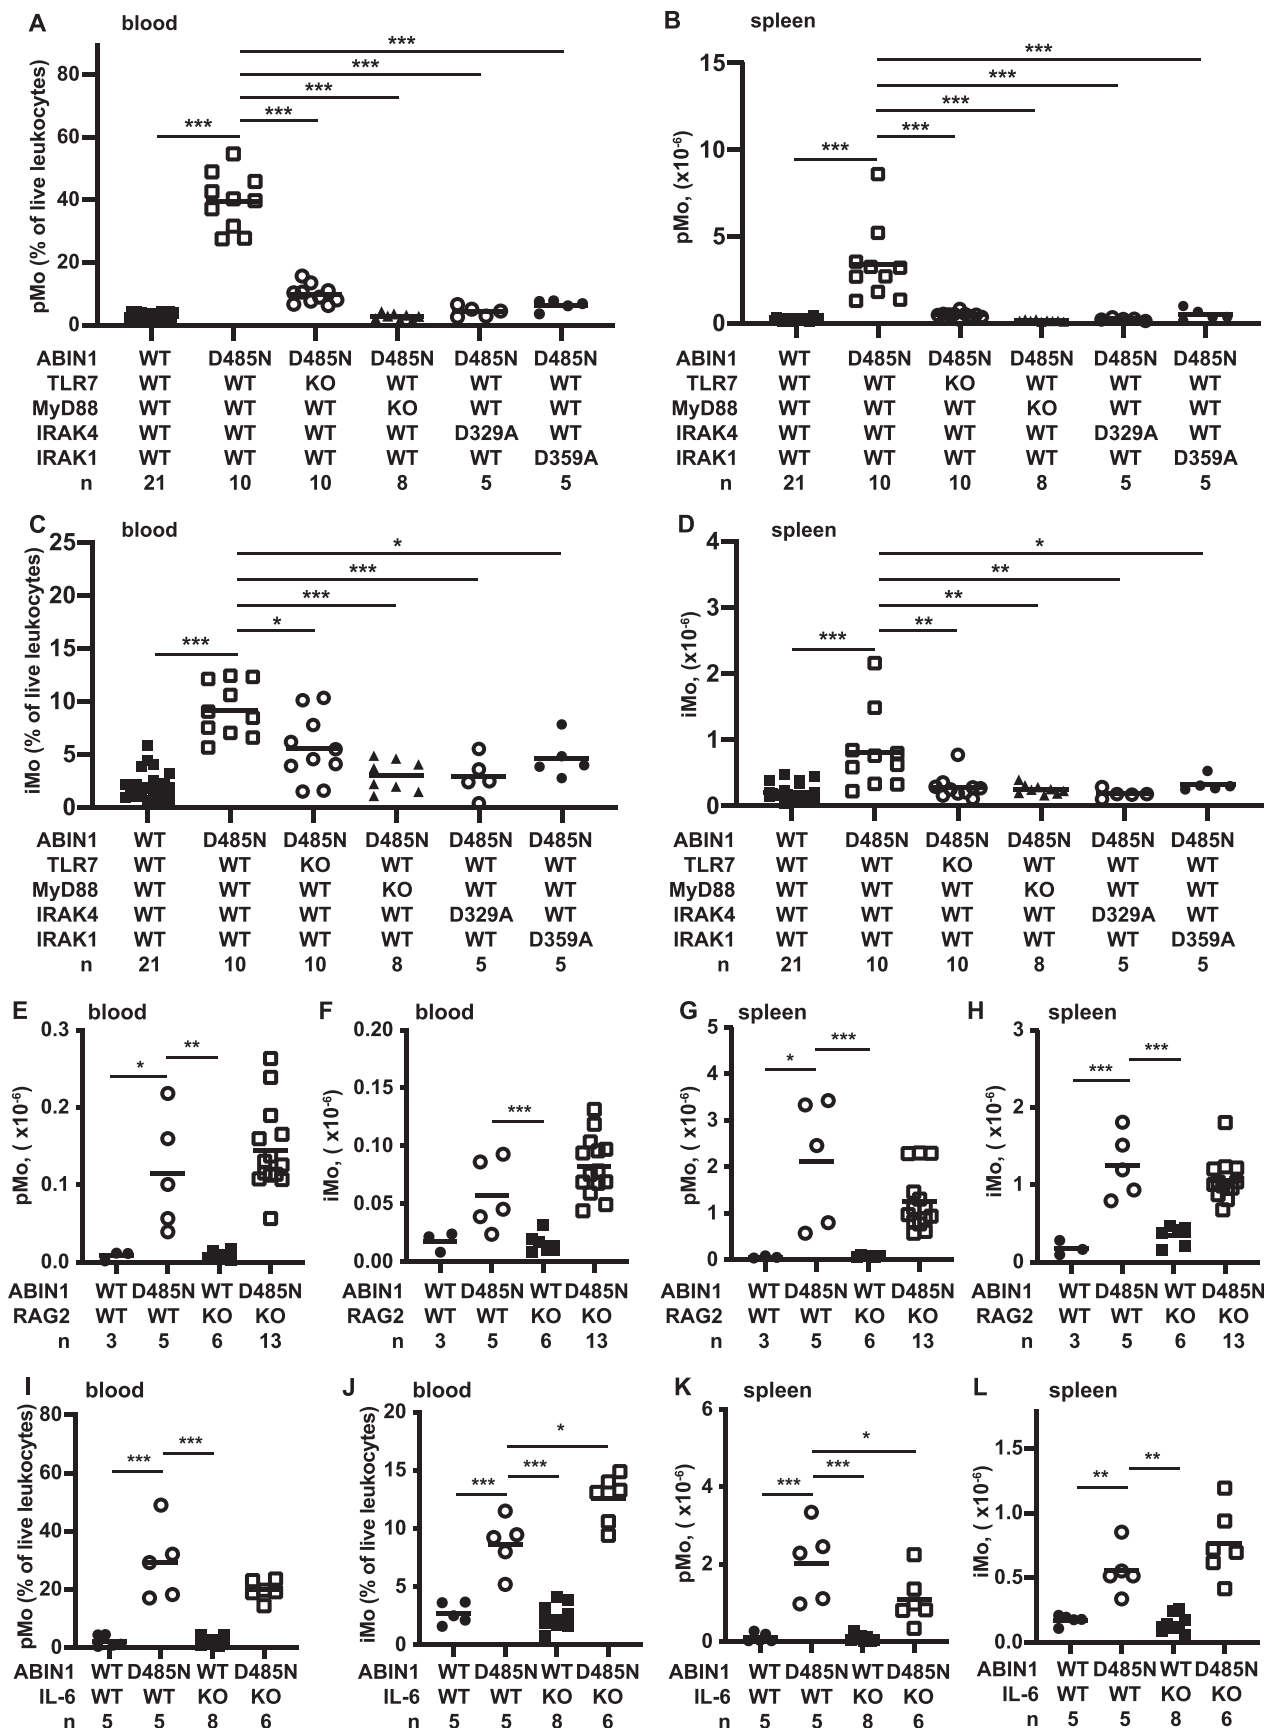 A blood
pMo (% of live leukocytes)
80
60
40
20
0
*** *** *** *** ***
ABIN1 WT D485N D485N D485N D485N D485N
TLR7 WT WT KO WT WT WT
MyD88 WT WT WT KO WT WT
IRAK4 WT WT WT WT D329A WT
IRAK1 WT WT WT WT WT D359A
n 21 10 10 8 5 5
B spleen
pMo, (x10-6)
15
10
5
0
*** *** *** *** ***
ABIN1 WT D485N D485N D485N D485N D485N
TLR7 WT WT KO WT WT WT
MyD88 WT WT WT KO WT WT
IRAK4 WT WT WT WT D329A WT
IRAK1 WT WT WT WT WT D359A
n 21 10 10 8 5 5
C blood
iMo (% of live leukocytes)
25
20
15
10
5
0
*** * *** *** *
ABIN1 WT D485N D485N D485N D485N D485N
TLR7 WT WT KO WT WT WT
MyD88 WT WT WT KO WT WT
IRAK4 WT WT WT WT D329A WT
IRAK1 WT WT WT WT WT D359A
n 21 10 10 8 5 5
D spleen
iMo, (x10-6)
4
3
2
1
0
*** ** ** ** *
ABIN1 WT D485N D485N D485N D485N D485N
TLR7 WT WT KO WT WT WT
MyD88 WT WT WT KO WT WT
IRAK4 WT WT WT WT D329A WT
IRAK1 WT WT WT WT WT D359A
n 21 10 10 8 5 5
E blood
pMo, ( x10-6)
0.3
0.2
0.1
0.0
* **
ABIN1 WT D485N WT D485N
RAG2 WT WT KO KO
n 3 5 6 13
F blood
iMo, ( x10-6)
0.20
0.15
0.10
0.05
0.00
***
WT D485N WT D485N
WT WT KO KO
3 5 6 13
G spleen
pMo, ( x10-6)
5
4
3
2
1
0
* ***
ABIN1 WT D485N WT D485N
RAG2 WT WT KO KO
n 3 5 6 13
H spleen
iMo, ( x10-6)
3
2
1
0
*** ***
WT D485N WT D485N
WT WT KO KO
3 5 6 13
I blood
pMo (% of live leukocytes)
80
60
40
20
0
*** ***
ABIN1 WT D485N WT D485N
IL-6 WT WT KO KO
n 5 5 8 6
J blood
iMo (% of live leukocytes)
20
15
10
5
0
*** *** *
WT D485N WT D485N
WT WT KO KO
5 5 8 6
K spleen
pMo, ( x10-6)
6
4
2
0
*** *** *
ABIN1 WT D485N WT D485N
IL-6 WT WT KO KO
n 5 5 8 6
L spleen
iMo, ( x10-6)
1.5
1.0
0.5
0.0
** **
ABIN1 WT D485N WT D485N
IL-6 WT WT KO KO
n 5 5 8 6